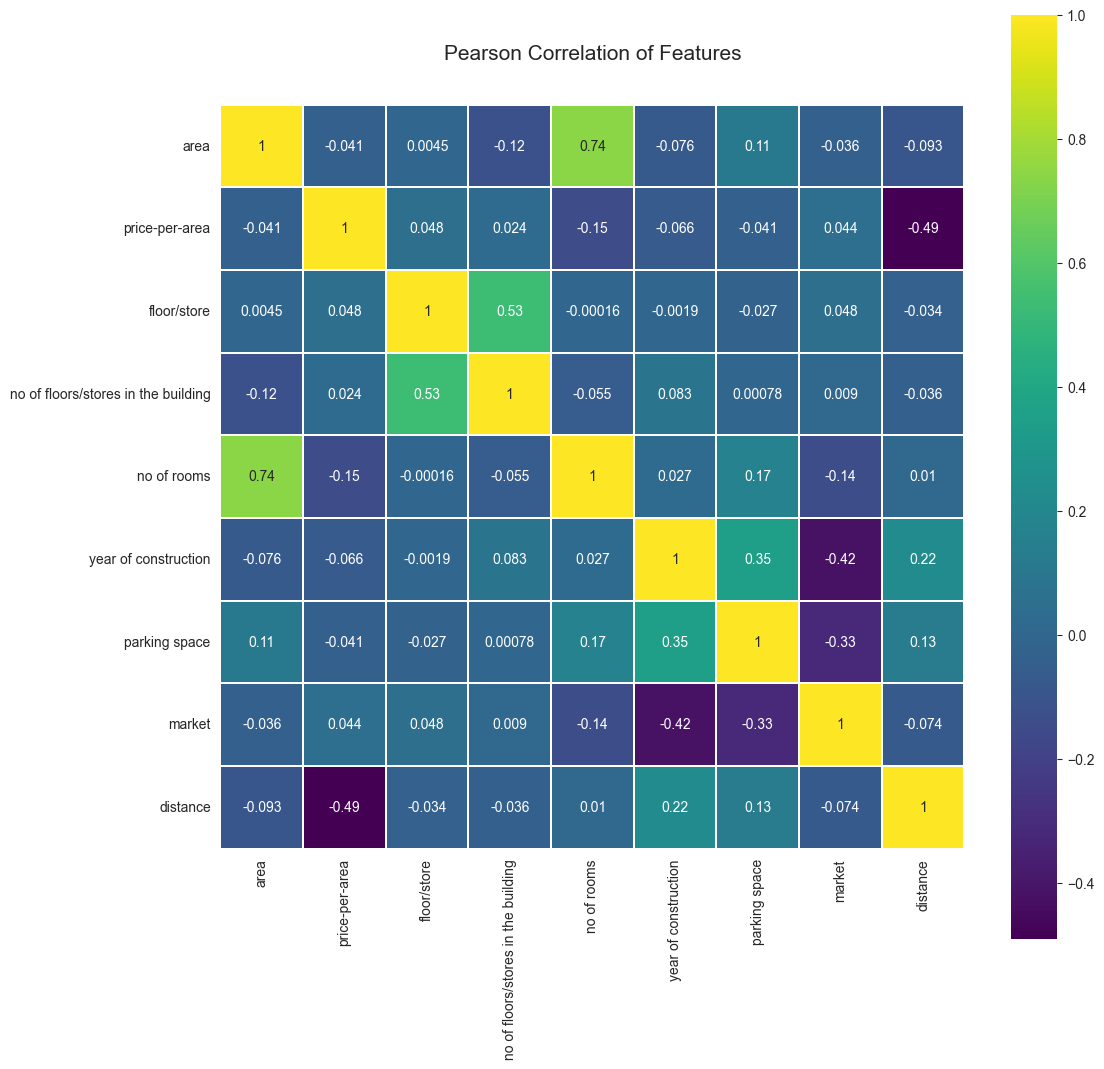 Pearson Correlation of Features
area 1 -0.041 0.0045 -0.12 0.74 -0.076 0.11 -0.036 -0.093
price-per-area -0.041 1 0.048 0.024 -0.15 -0.066 -0.041 0.044 -0.49
floor/store 0.0045 0.048 1 0.53 -0.00016 -0.0019 -0.027 0.048 -0.034
no of floors/stores in the building -0.12 0.024 0.53 1 -0.055 0.083 0.00078 0.009 -0.036
no of rooms 0.74 -0.15 -0.00016 -0.055 1 0.027 0.17 -0.14 0.01
year of construction -0.076 -0.066 -0.0019 0.083 0.027 1 0.35 -0.42 0.22
parking space 0.11 -0.041 -0.027 0.00078 0.17 0.35 1 -0.33 0.13
market -0.036 0.044 0.048 0.009 -0.14 -0.42 -0.33 1 -0.074
distance -0.093 -0.49 -0.034 -0.036 0.01 0.22 0.13 -0.074 1
area
price-per-area
floor/store
no of floors/stores in the building
no of rooms
year of construction
parking space
market
distance
1.0
0.8
0.6
0.4
0.2
0.0
−0.2
−0.4